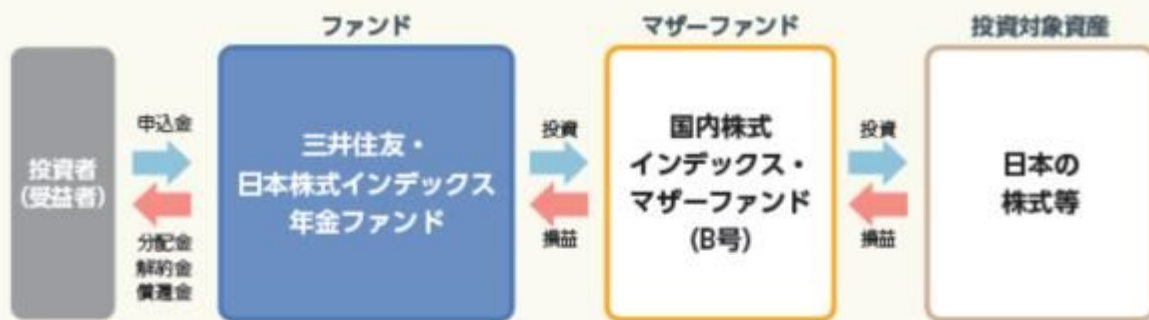 ファンド
マザーファンド
投資対象資産
投資者
(受益者)
申込金
分配金
解約金
償還金
三井住友・
日本株式インデックス
年金ファンド
投資
損益
国内株式
インデックス・
マザーファンド
(B号)
投資
損益
日本の
株式等